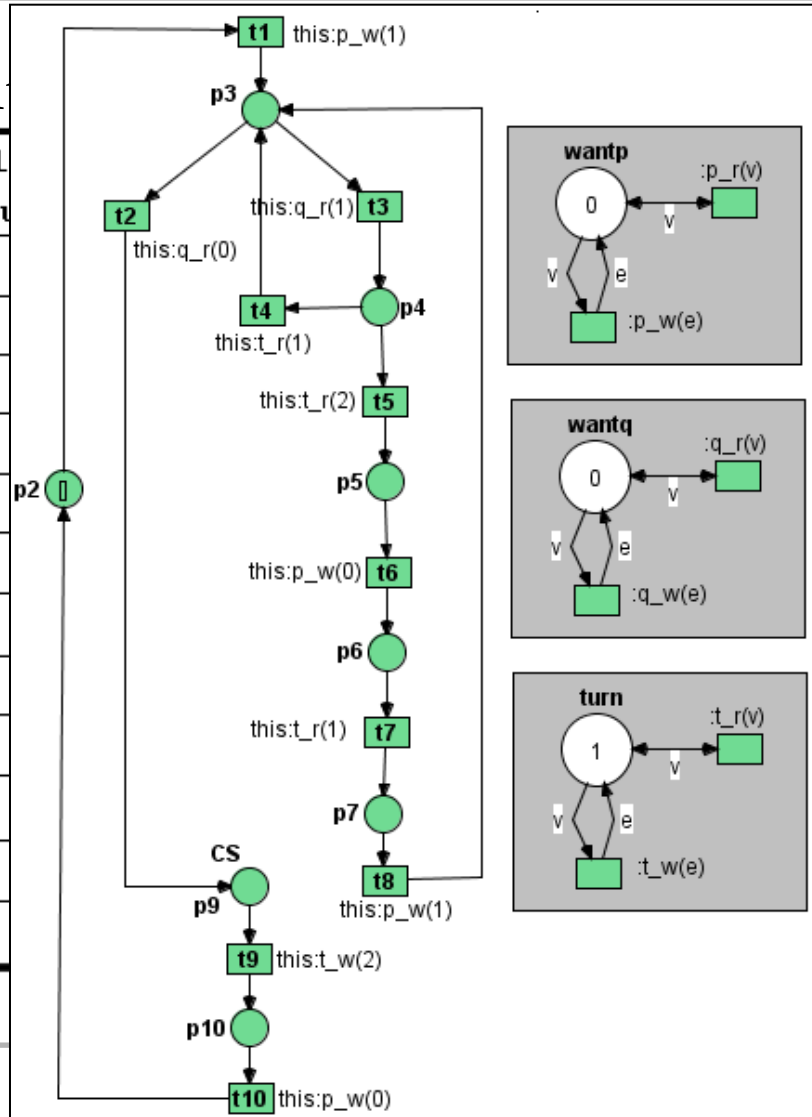 t1 this:p_w(1)
p3
t2 this:q_r(1) t3
this:q_r(0)
t4 p4
this:t_r(1)
this:t_r(2) t5
p2 []
p5
this:p_w(0) t6
p6
this:t_r(1) t7
p7
CS
t8
p9 this:p_w(1)
t9 this:t_w(2)
p10
t10 this:p_w(0)
wantp
:p_r(v)
0
v
v e
:p_w(e)
wantq
:q_r(v)
0
v
v e
:q_w(e)
turn
:t_r(v)
1
v
v e
:t_w(e)